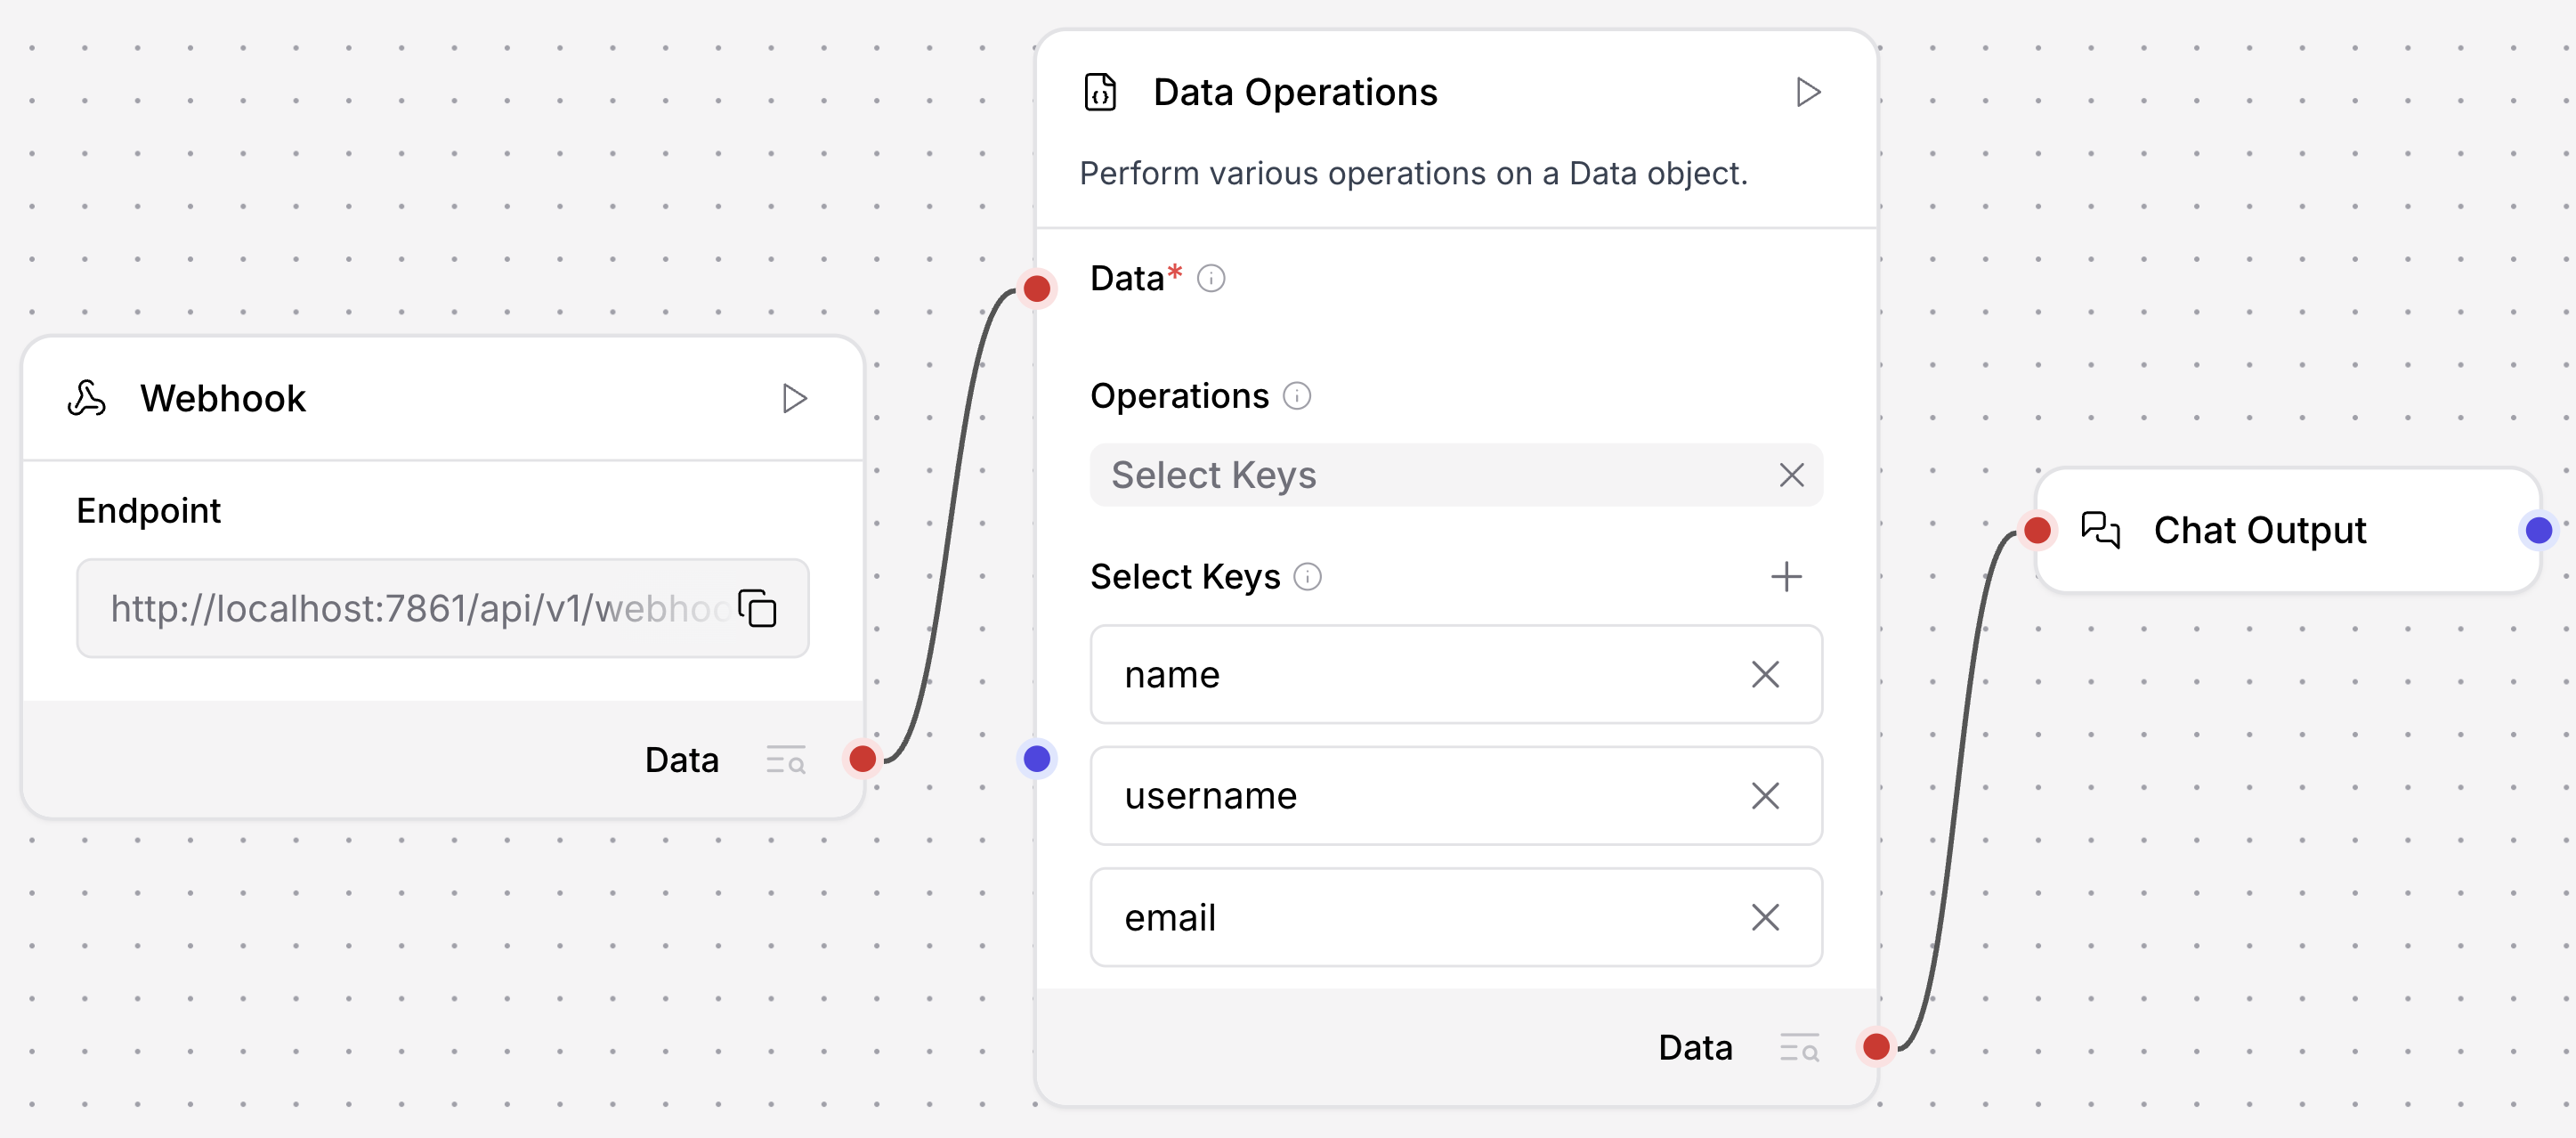 Webhook
Endpoint
http://localhost:7861/api/v1/webhoo
Data
Data Operations
Perform various operations on a Data object.
Data*
Operations
Select Keys
Select Keys
name
username
email
Data
Chat Output